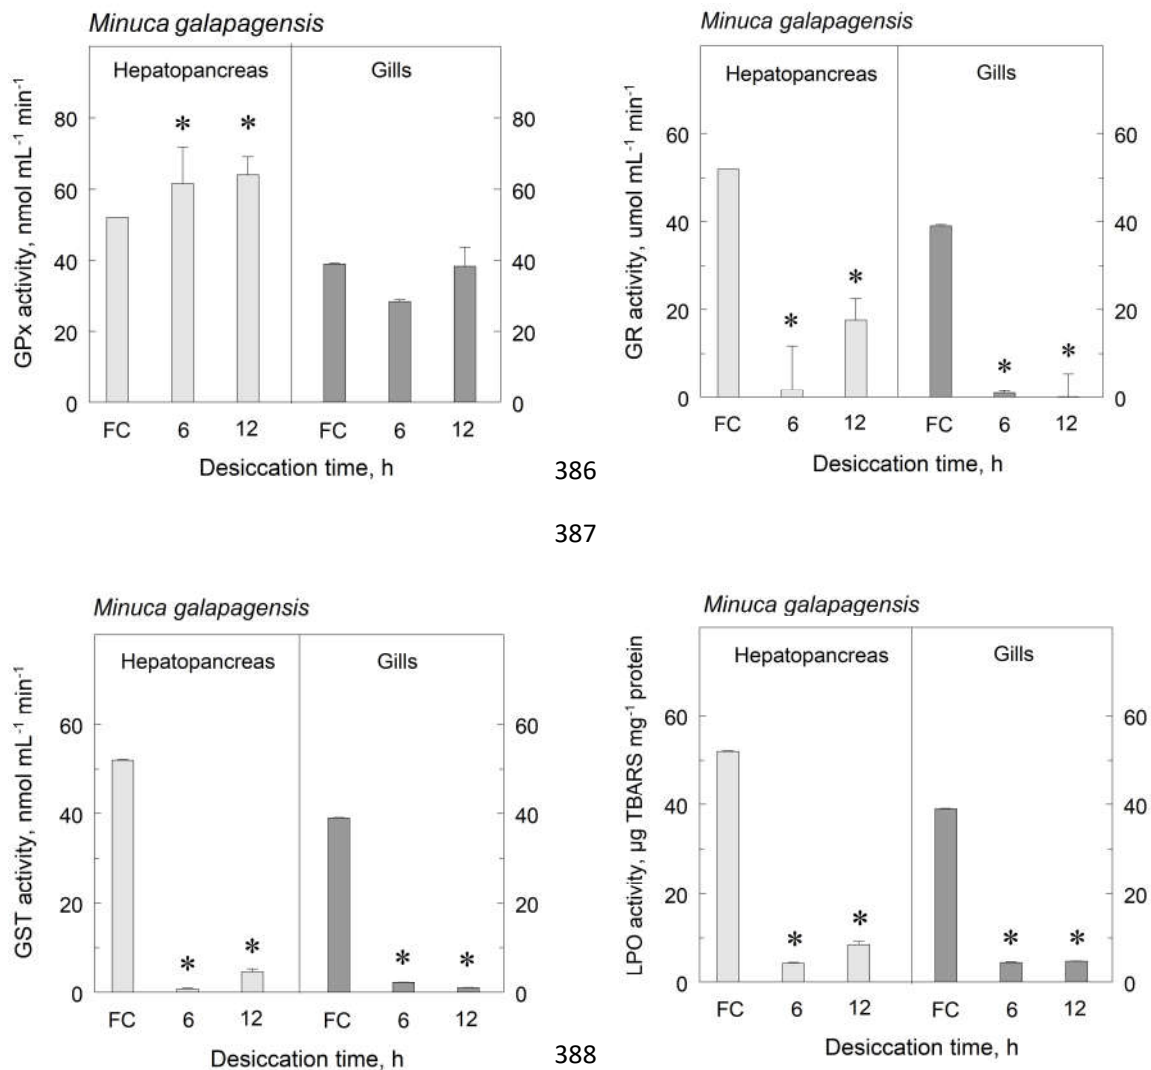 Minuca galapagensis
Hepatopancreas Gills
GPx activity, nmol mL⁻¹ min⁻¹
80 80
60 60
40 40
20 20
0 0
* *
FC 6 12 FC 6 12
Desiccation time, h
Minuca galapagensis
Hepatopancreas Gills
GR activity, umol mL⁻¹ min⁻¹
60 60
40 40
20 20
0 0
* * * *
FC 6 12 FC 6 12
Desiccation time, h
386
387
Minuca galapagensis
Hepatopancreas Gills
GST activity, nmol mL⁻¹ min⁻¹
60 60
40 40
20 20
0 0
* * * *
FC 6 12 FC 6 12
Desiccation time, h
Minuca galapagensis
Hepatopancreas Gills
LPO activity, µg TBARS mg⁻¹ protein
60 60
40 40
20 20
0 0
* * * *
FC 6 12 FC 6 12
Desiccation time, h
388